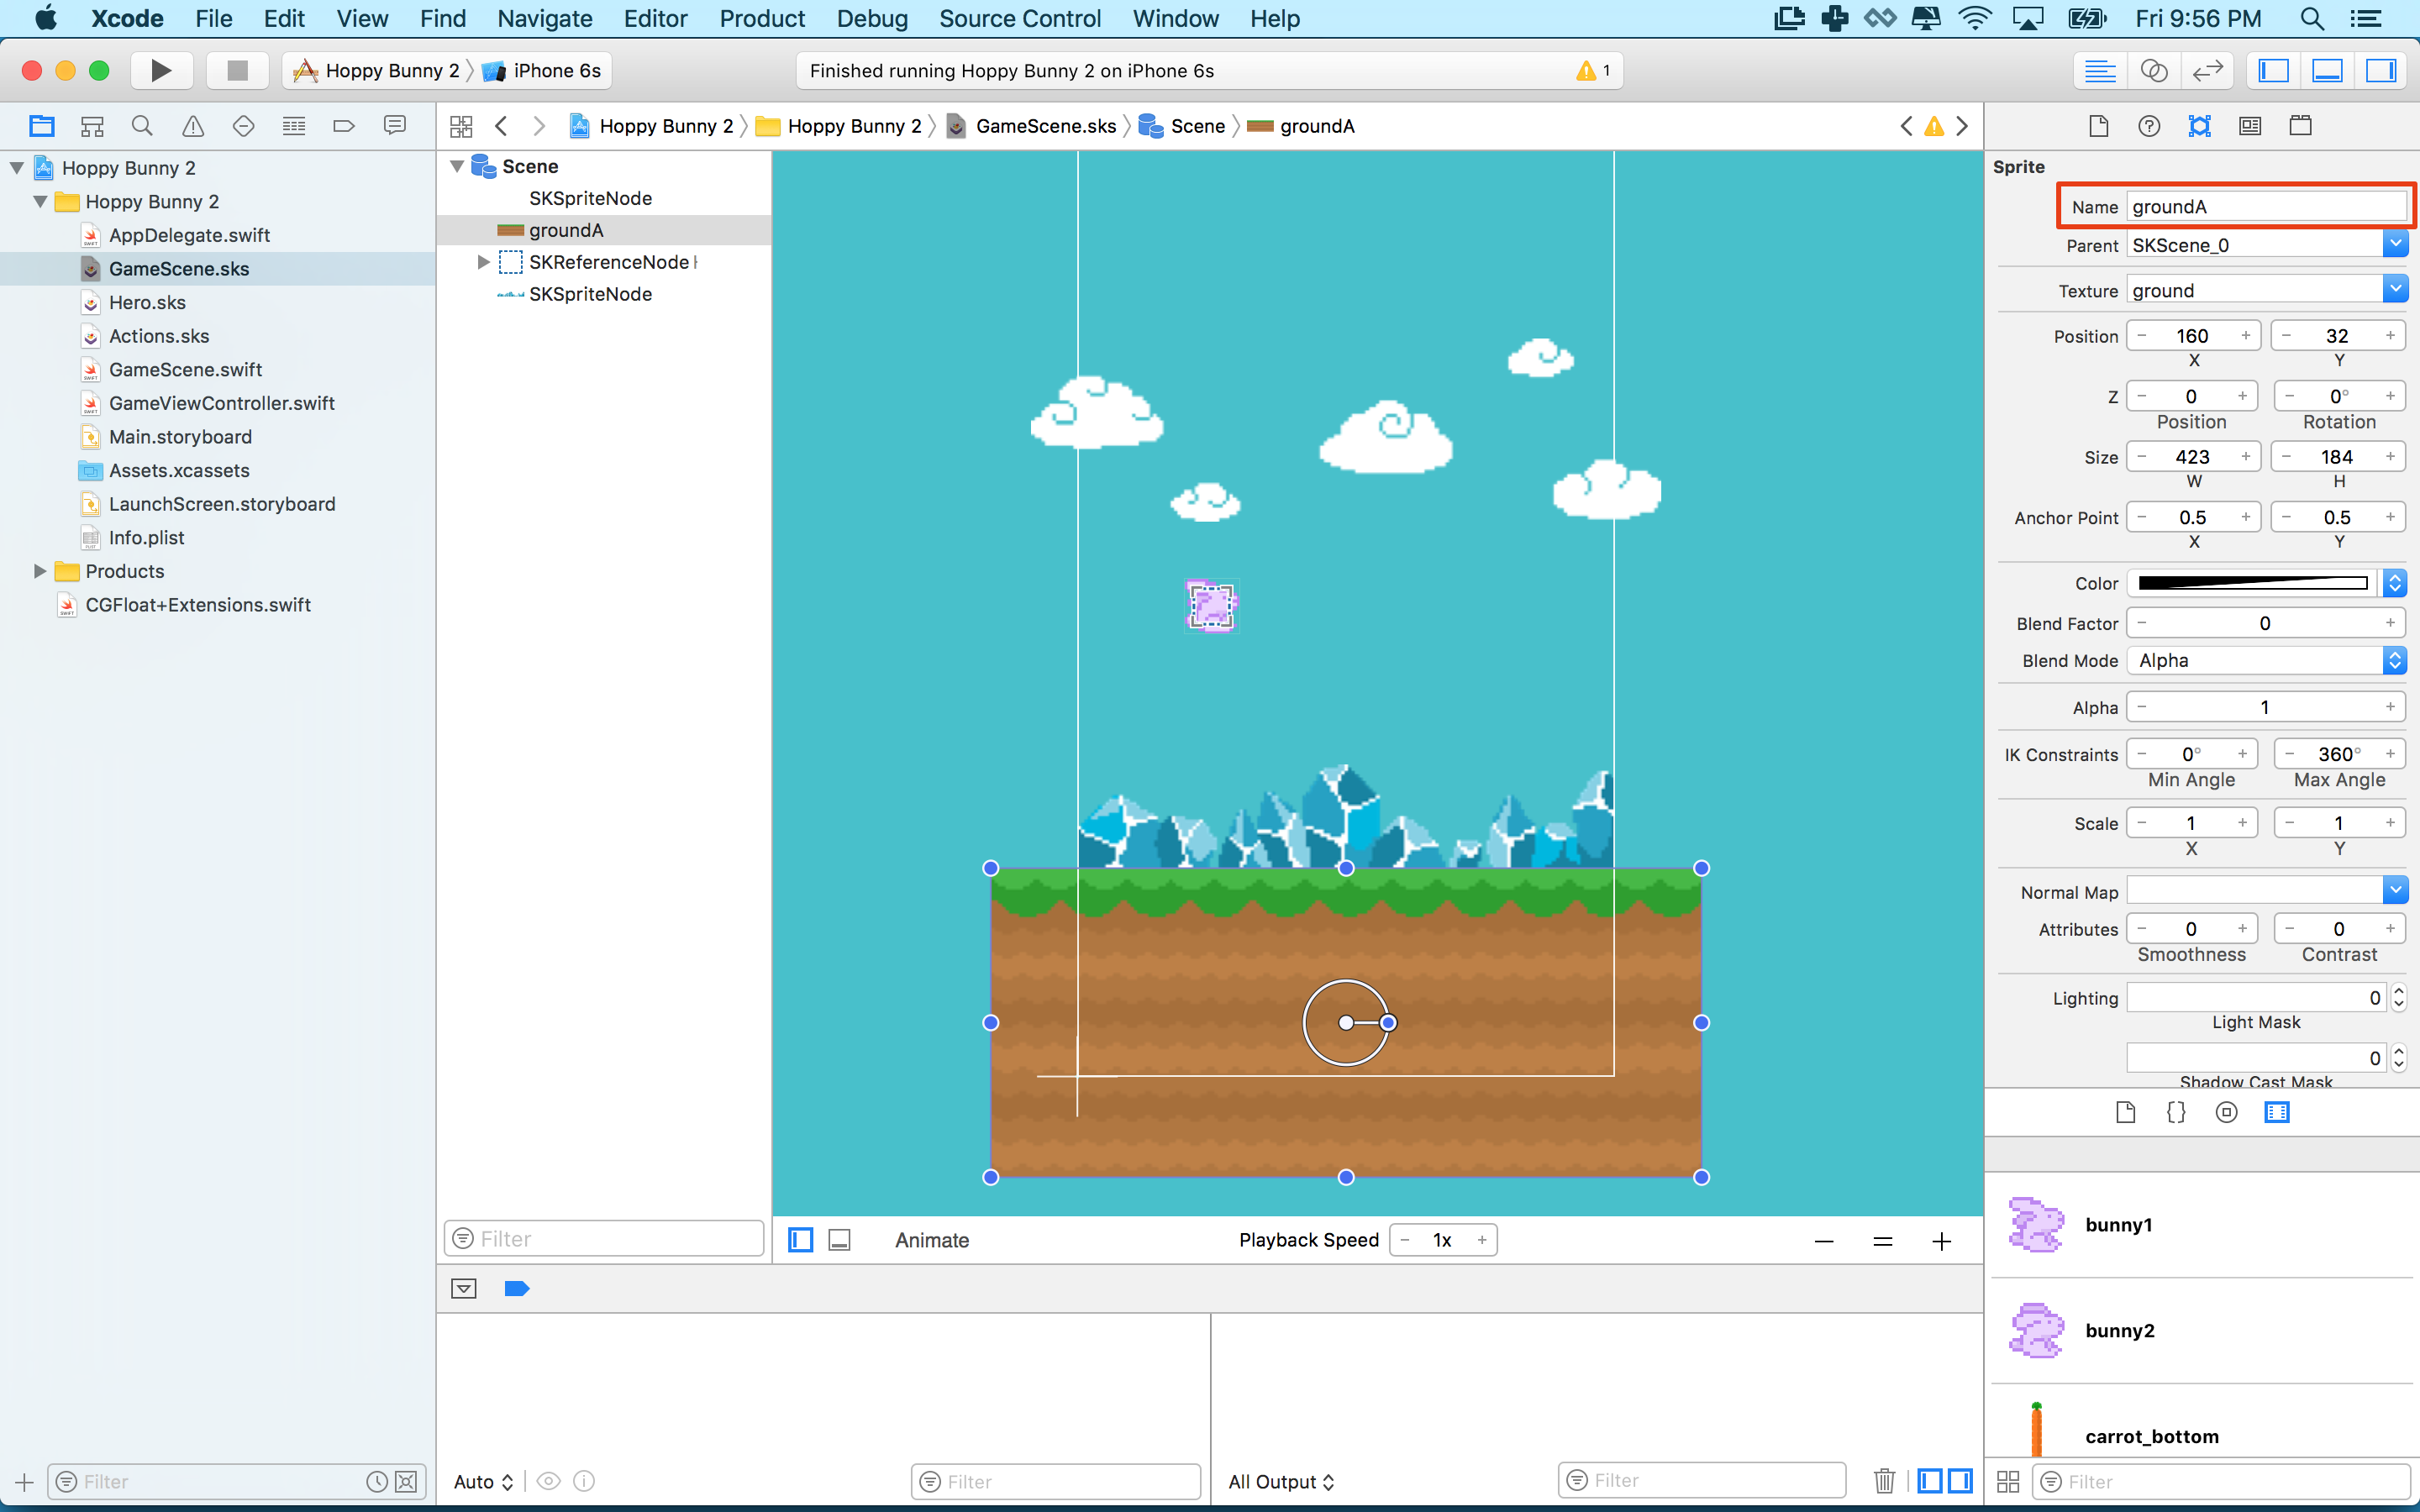 Xcode File Edit View Find Navigate Editor Product Debug Source Control Window Help Fri 9:56 PM
Hoppy Bunny 2 iPhone 6s Finished running Hoppy Bunny 2 on iPhone 6s 1
Hoppy Bunny 2 Hoppy Bunny 2 GameScene.sks Scene groundA
Hoppy Bunny 2
Hoppy Bunny 2
AppDelegate.swift
GameScene.sks
Hero.sks
Actions.sks
GameScene.swift
GameViewController.swift
Main.storyboard
Assets.xcassets
LaunchScreen.storyboard
Info.plist
Products
CGFloat+Extensions.swift
Filter
Scene
SKSpriteNode
groundA
SKReferenceNode
SKSpriteNode
Filter
Animate
Playback Speed − 1x +
Auto
Filter
All Output
Filter
Sprite
Name groundA
Parent SKScene_0
Texture ground
Position − 160 + − 32 +
X Y
Z − 0 + − 0° +
Position Rotation
Size − 423 + − 184 +
W H
Anchor Point − 0.5 + − 0.5 +
X Y
Color
Blend Factor − 0 +
Blend Mode Alpha
Alpha − 1 +
IK Constraints − 0° + − 360° +
Min Angle Max Angle
Scale − 1 + − 1 +
X Y
Normal Map
Attributes − 0 + − 0 +
Smoothness Contrast
Lighting 0
Light Mask
0
Shadow Cast Mask
bunny1
bunny2
carrot_bottom
Filter